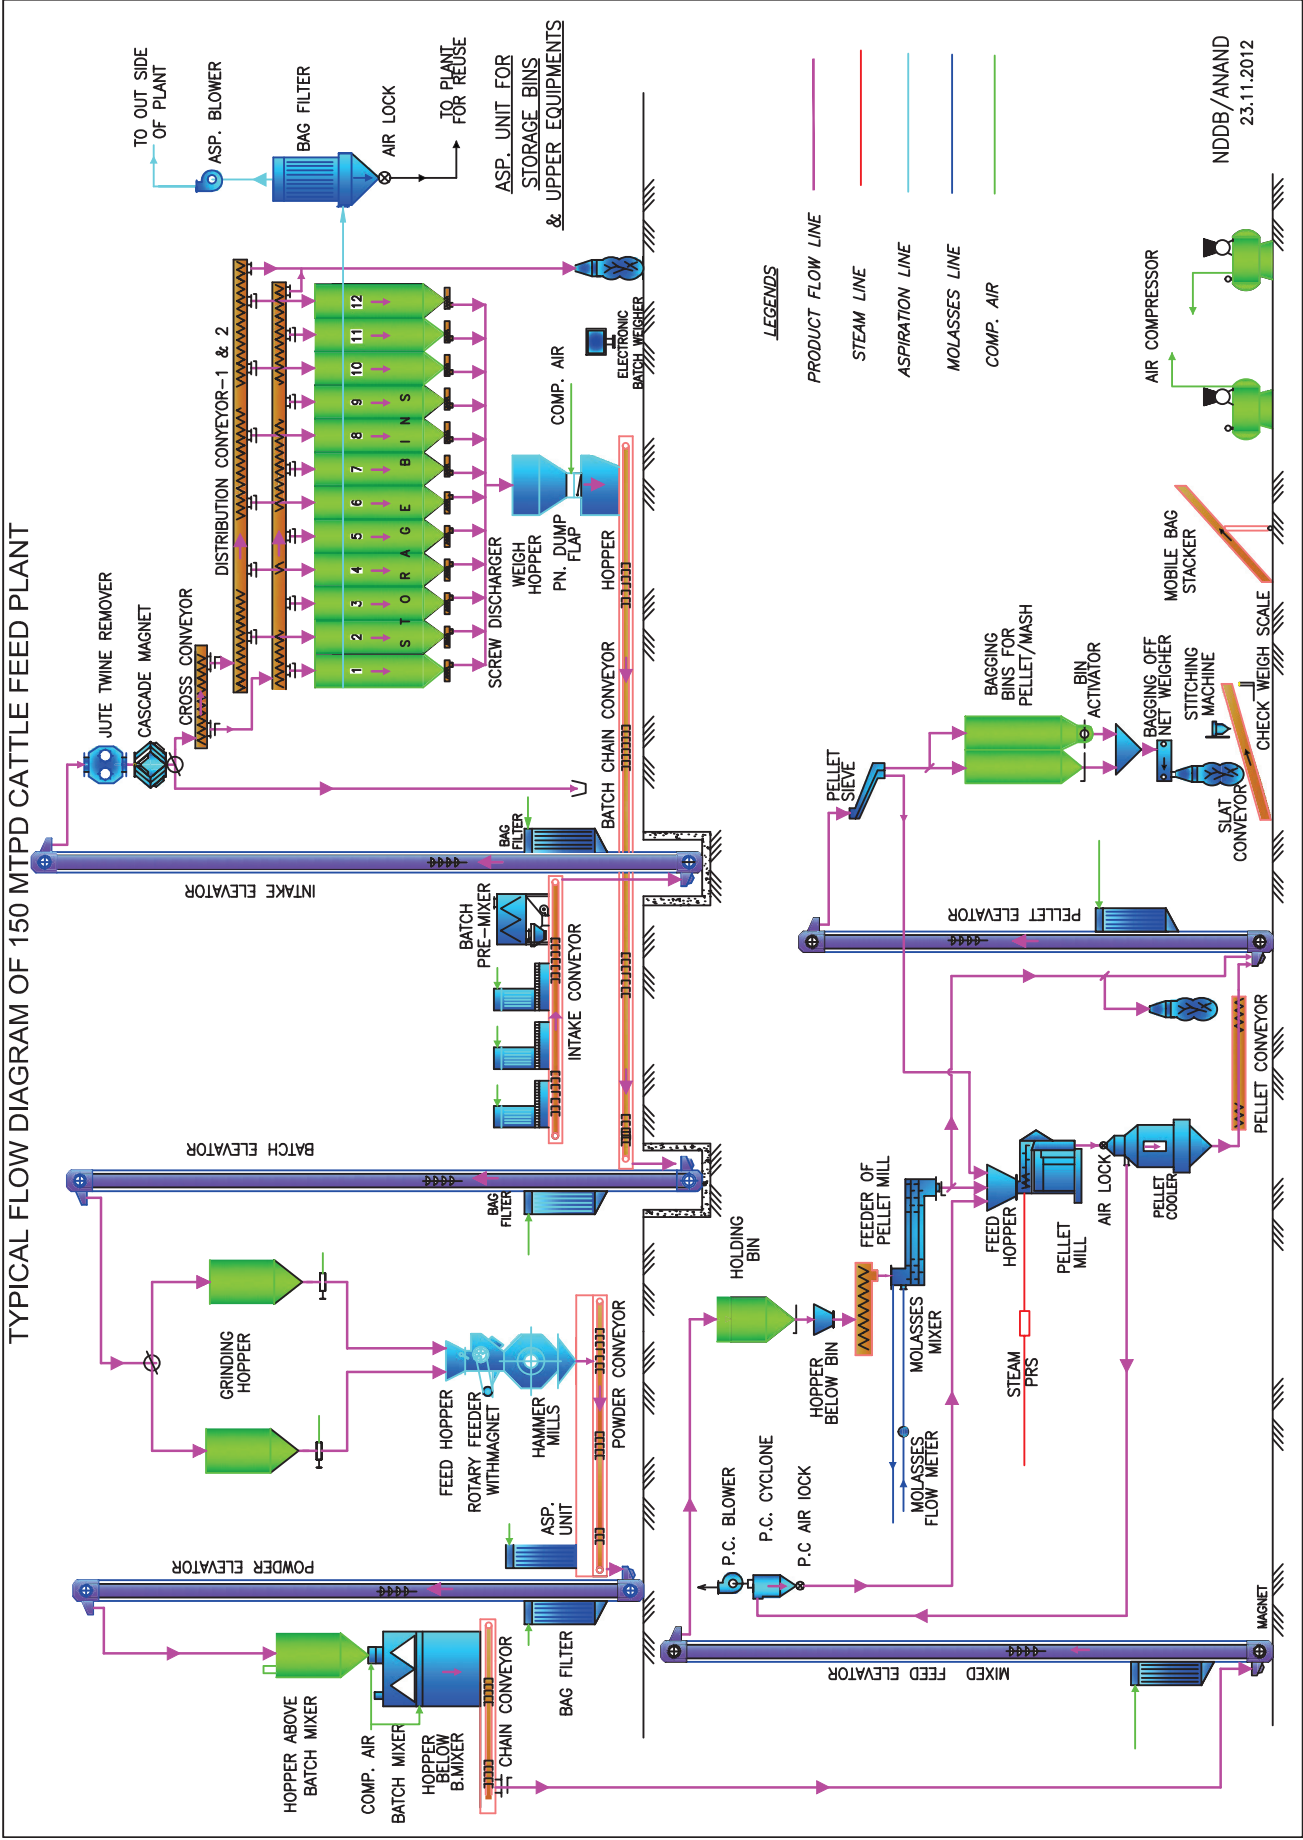 TYPICAL FLOW DIAGRAM OF 150 MTPD CATTLE FEED PLANT
HOPPER ABOVE
BATCH MIXER
COMP. AIR
BATCH MIXER
HOPPER
BELOW
B.MIXER
CHAIN CONVEYOR
POWDER ELEVATOR
BAG FILTER
ASP.
UNIT
GRINDING
HOPPER
FEED HOPPER
ROTARY FEEDER
WITHMAGNET
HAMMER
MILLS
POWDER CONVEYOR
BATCH ELEVATOR
BAG
FILTER
INTAKE CONVEYOR
BATCH
PRE-MIXER
INTAKE ELEVATOR
BAG
FILTER
BATCH CHAIN CONVEYOR
JUTE TWINE REMOVER
CASCADE MAGNET
CROSS CONVEYOR
DISTRIBUTION CONVEYOR-1 & 2
1
2
3
4
5
6
7
8
9
10
11
12
STORAGE BINS
SCREW DISCHARGER
WEIGH
HOPPER
PN. DUMP
FLAP
HOPPER
COMP. AIR
ELECTRONIC
BATCH WEIGHER
TO OUT SIDE
OF PLANT
ASP. BLOWER
BAG FILTER
AIR LOCK
TO PLANT
FOR REUSE
ASP. UNIT FOR
STORAGE BINS
& UPPER EQUIPMENTS
MIXED FEED ELEVATOR
MAGNET
P.C. BLOWER
P.C. CYCLONE
P.C AIR lOCK
HOLDING
BIN
HOPPER
BELOW BIN
FEEDER OF
PELLET MILL
MOLASSES
MIXER
MOLASSES
FLOW METER
STEAM
PRS
FEED
HOPPER
PELLET
MILL
AIR LOCK
PELLET
COOLER
PELLET CONVEYOR
PELLET ELEVATOR
PELLET
SIEVE
BAGGING
BINS FOR
PELLET/MASH
BIN
ACTIVATOR
BAGGING OFF
NET WEIGHER
STITCHING
MACHINE
SLAT
CONVEYOR
CHECK WEIGH SCALE
MOBILE BAG
STACKER
AIR COMPRESSOR
LEGENDS
PRODUCT FLOW LINE
STEAM LINE
ASPIRATION LINE
MOLASSES LINE
COMP. AIR
NDDB/ANAND
23.11.2012